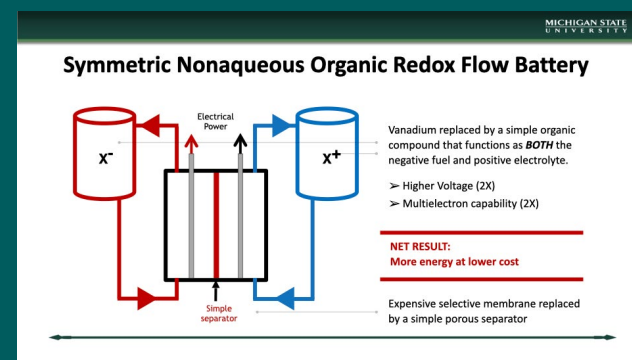 MICHIGAN STATE
UNIVERSITY
Symmetric Nonaqueous Organic Redox Flow Battery
Electrical
Power
X-
X+
Vanadium replaced by a simple organic
compound that functions as BOTH the
negative fuel and positive electrolyte.
➢ Higher Voltage (2X)
➢ Multielectron capability (2X)
NET RESULT:
More energy at lower cost
Simple
separator
Expensive selective membrane replaced
by a simple porous separator